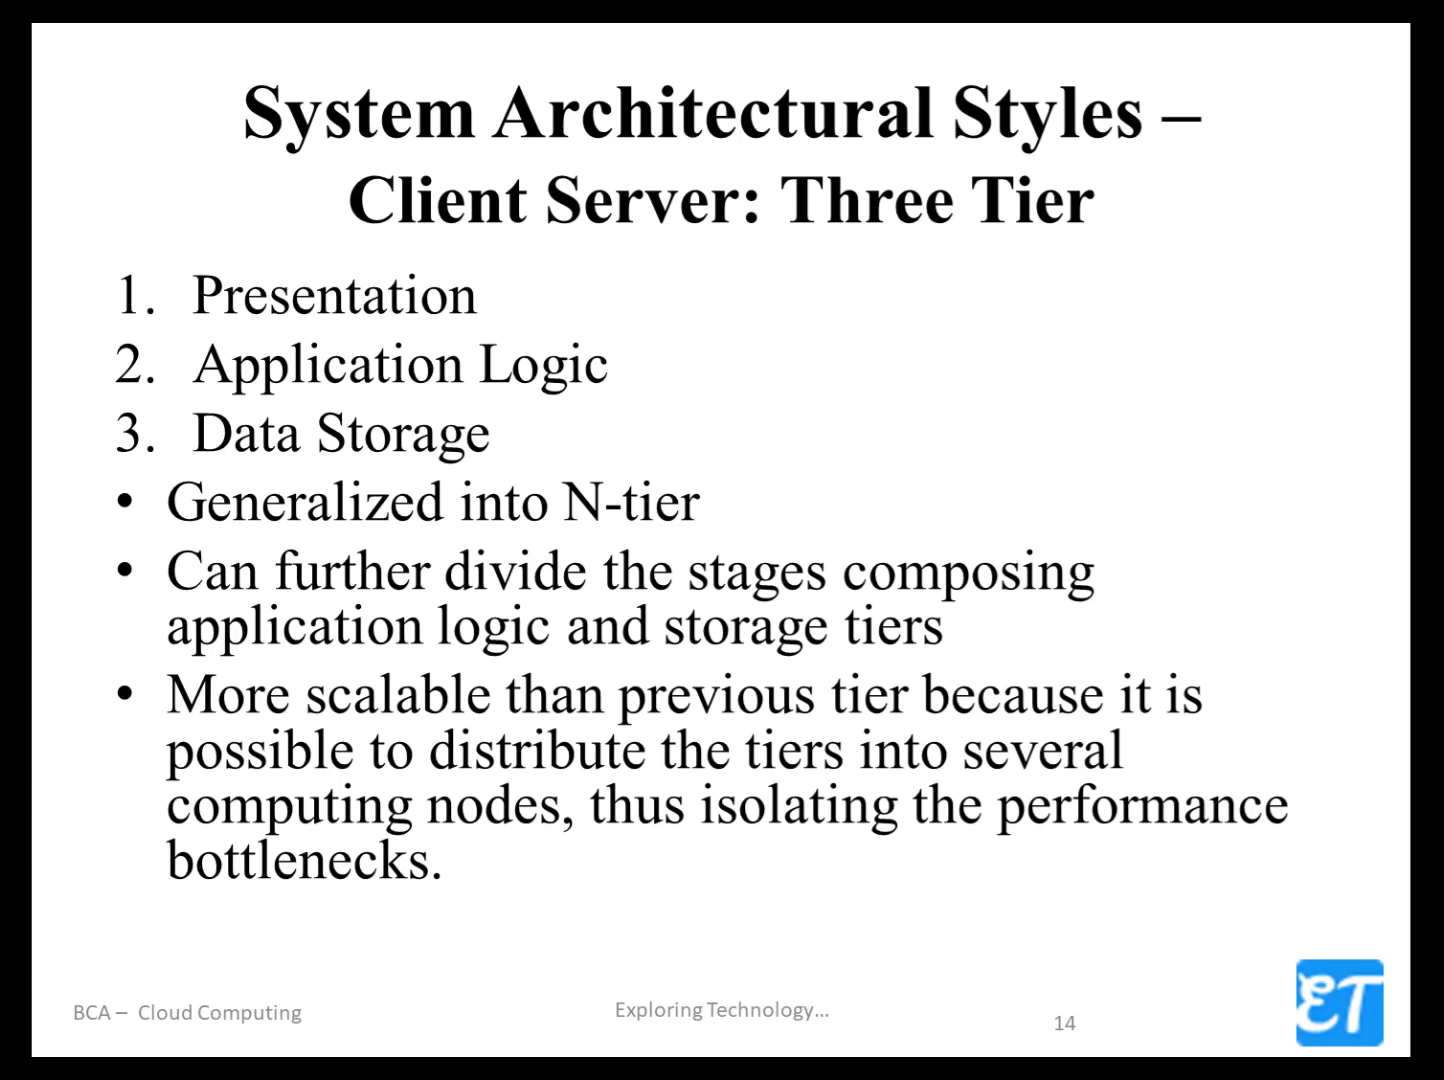 System Architectural Styles –
Client Server: Three Tier
1. Presentation
2. Application Logic
3. Data Storage
• Generalized into N-tier
• Can further divide the stages composing
application logic and storage tiers
• More scalable than previous tier because it is
possible to distribute the tiers into several
computing nodes, thus isolating the performance
bottlenecks.
BCA – Cloud Computing
Exploring Technology...
14
ET